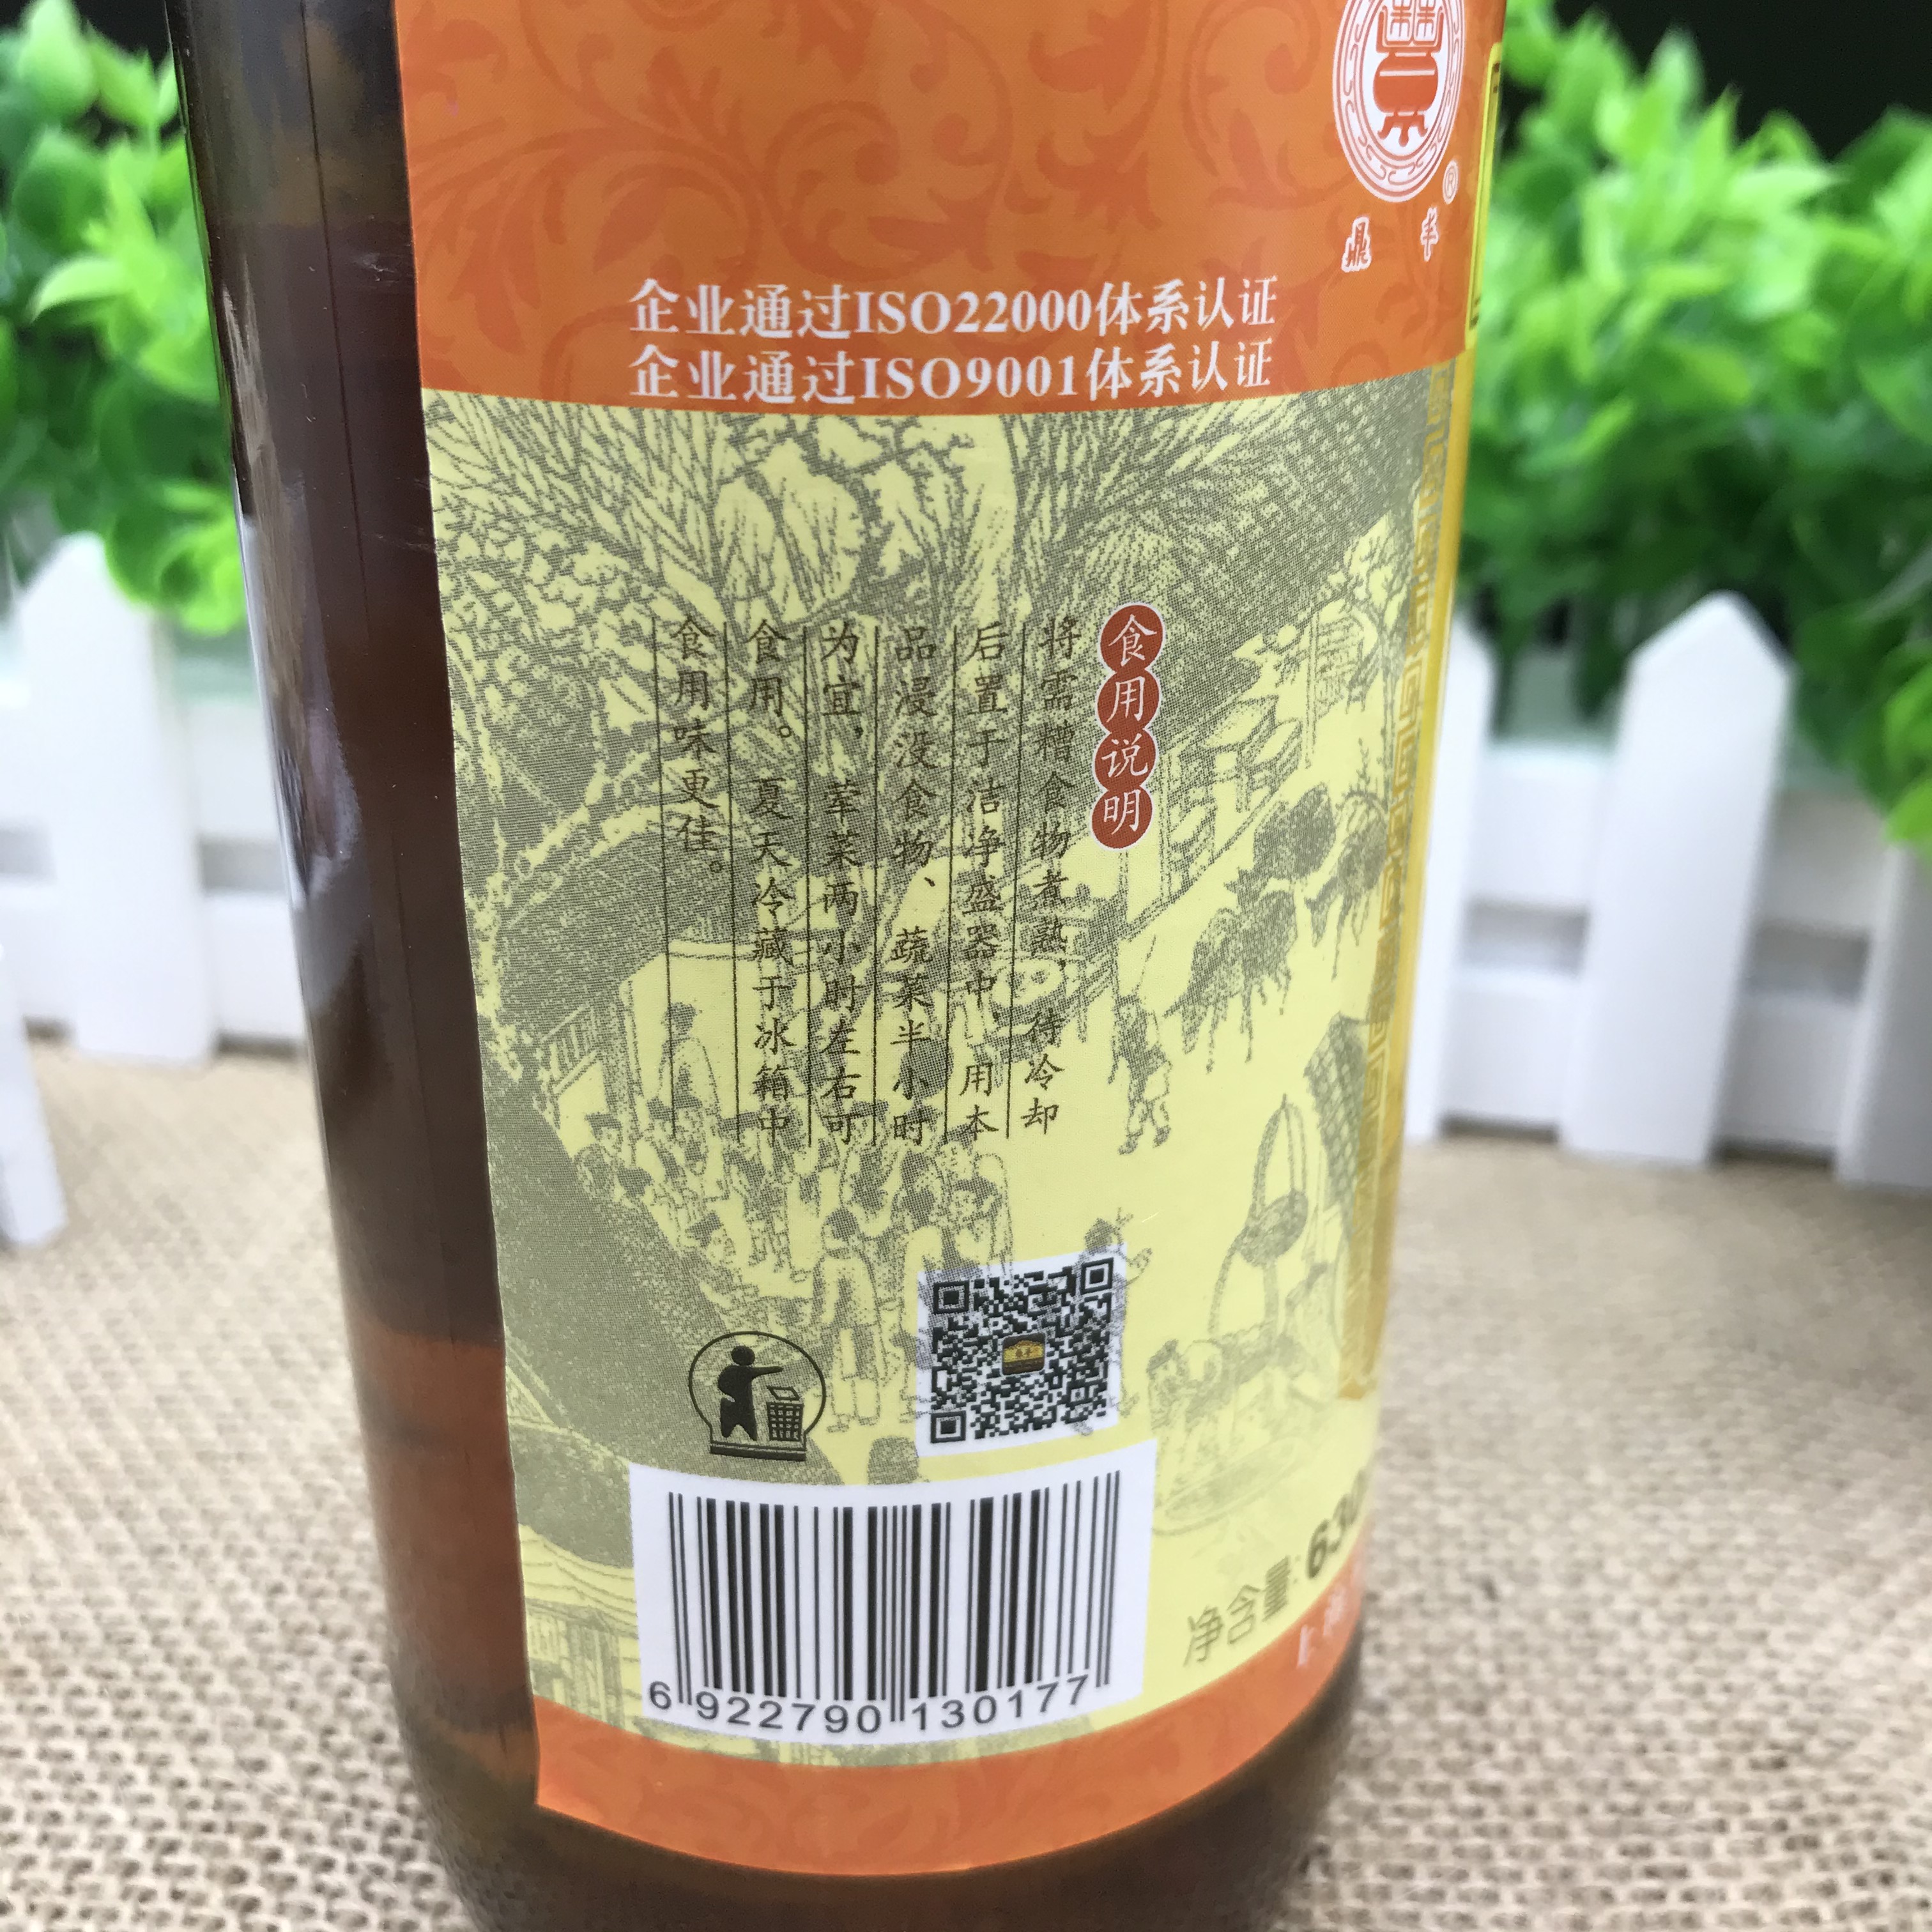 鼎丰
企业通过ISO22000体系认证
企业通过ISO9001体系认证
食用说明
将需糟食物煮熟，待冷却
后置于洁净盛器中，用本
品浸没食物、蔬菜半小时
为宜，荤菜两小时左右可
食用。夏天冷藏于冰箱中
食用味更佳。
净含量：
6922790130177